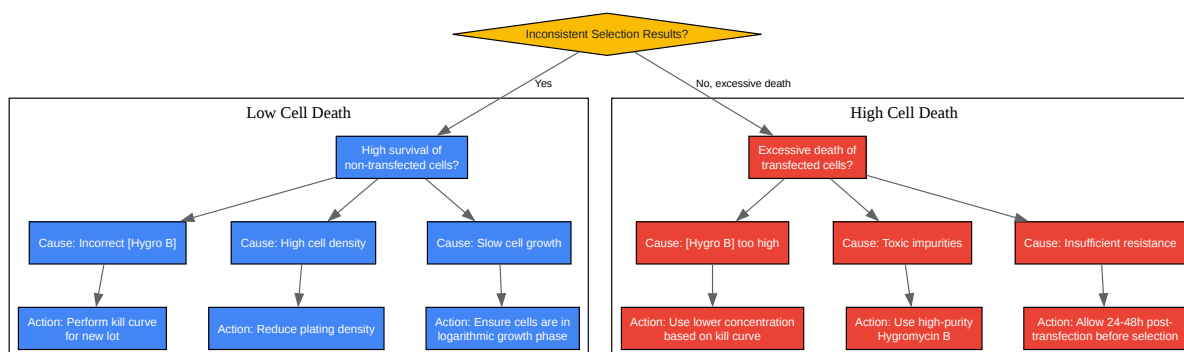 Inconsistent Selection Results?
Yes
No, excessive death
Low Cell Death
High Cell Death
High survival of
non-transfected cells?
Excessive death of
transfected cells?
Cause: Incorrect [Hygro B]
Cause: High cell density
Cause: Slow cell growth
Cause: [Hygro B] too high
Cause: Toxic impurities
Cause: Insufficient resistance
Action: Perform kill curve
for new lot
Action: Reduce plating density
Action: Ensure cells are in
logarithmic growth phase
Action: Use lower concentration
based on kill curve
Action: Use high-purity
Hygromycin B
Action: Allow 24-48h post-
transfection before selection